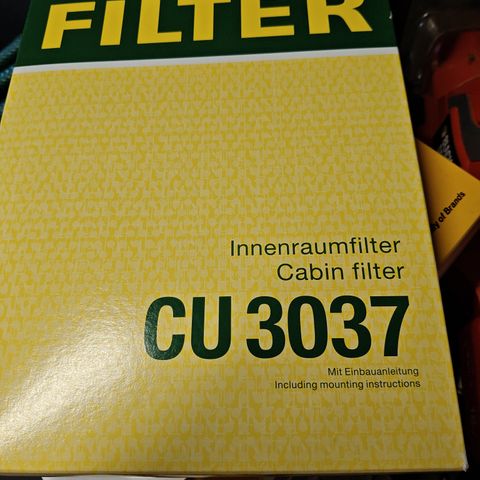 FILTER
Innenraumfilter
Cabin filter
CU 3037
Mit Einbauanleitung
Including mounting instructions
of Brands